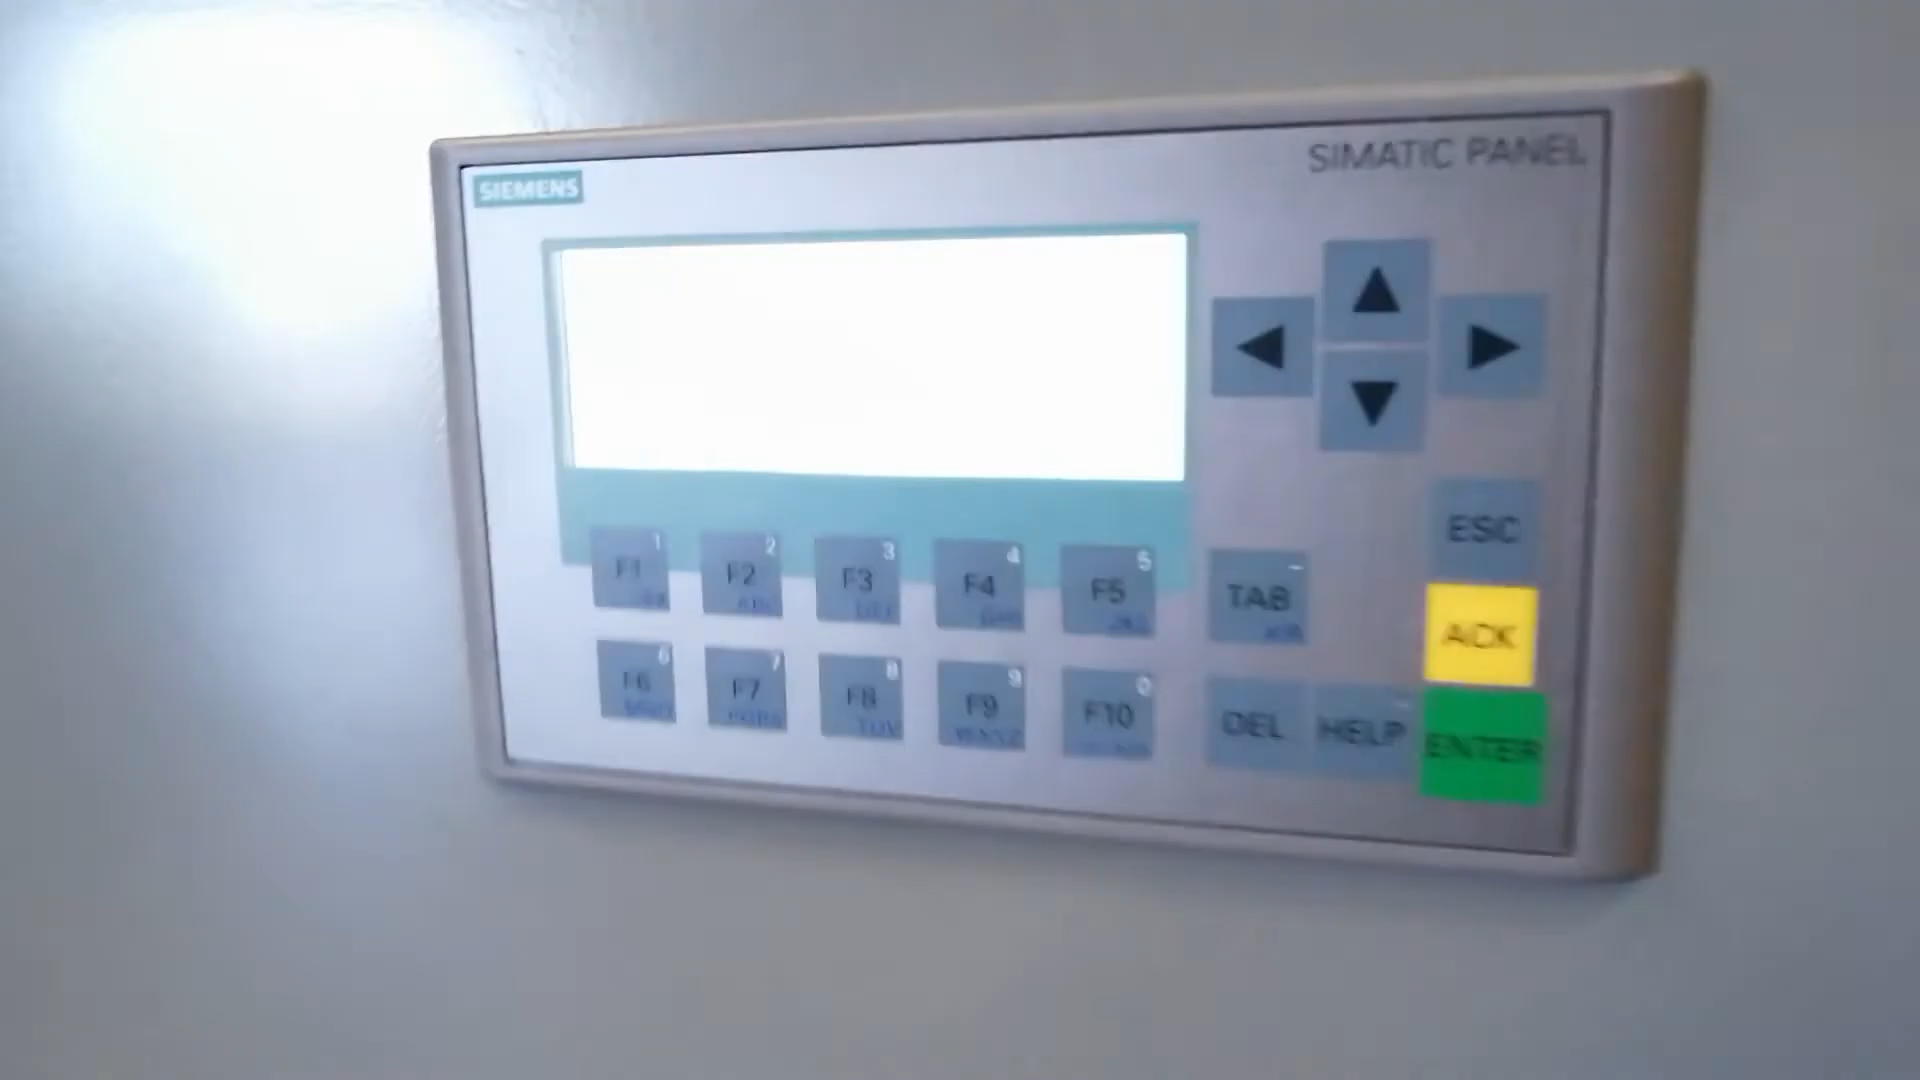 SIEMENS
SIMATIC PANEL
ESC
F1 1
F2 2
F3 3
F4 4
F5 5
TAB
ACK
F6 6
F7 7
F8 8 TUV
F9 9
F10 0
DEL
HELP
ENTER